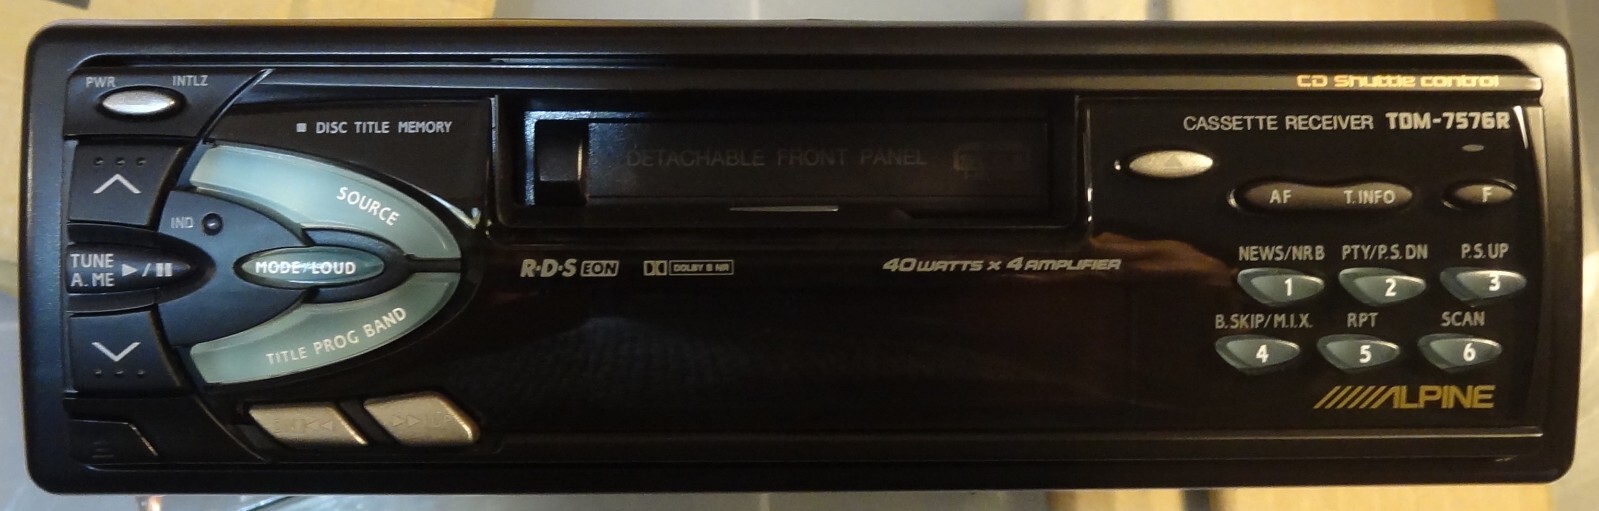 PWR INTLZ
CD Shuttle control
DISC TITLE MEMORY
CASSETTE RECEIVER TDM-7576R
DETACHABLE FRONT PANEL
SOURCE
AF T.INFO F
IND
TUNE
A. ME
MODE/LOUD
R·D·S EON
DOLBY B NR
40WATTS x 4 AMPLIFIER
NEWS/NR B PTY/P.S. DN P.S. UP
1 2 3
B.SKIP/M.I.X. RPT SCAN
4 5 6
TITLE PROG BAND
ALPINE